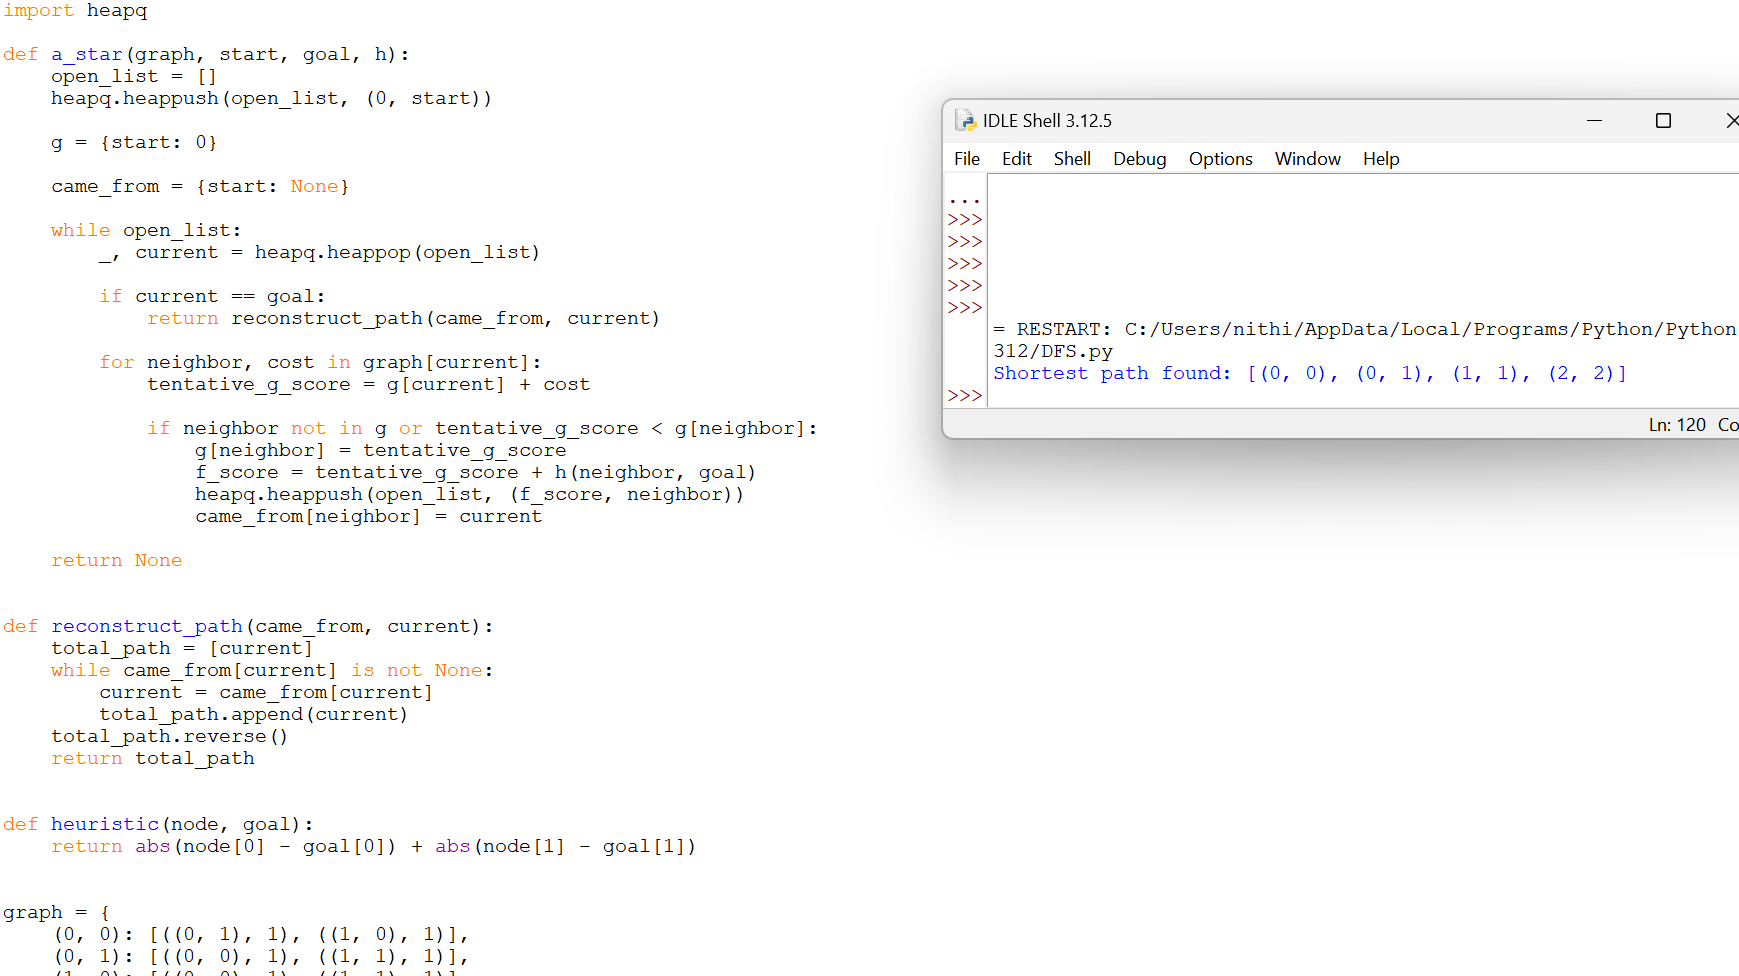 import heapq
def a_star(graph, start, goal, h):
    open_list = []
    heapq.heappush(open_list, (0, start))
    g = {start: 0}
    came_from = {start: None}
    while open_list:
        _, current = heapq.heappop(open_list)
        if current == goal:
            return reconstruct_path(came_from, current)
        for neighbor, cost in graph[current]:
            tentative_g_score = g[current] + cost
            if neighbor not in g or tentative_g_score < g[neighbor]:
                g[neighbor] = tentative_g_score
                f_score = tentative_g_score + h(neighbor, goal)
                heapq.heappush(open_list, (f_score, neighbor))
                came_from[neighbor] = current
    return None
def reconstruct_path(came_from, current):
    total_path = [current]
    while came_from[current] is not None:
        current = came_from[current]
        total_path.append(current)
    total_path.reverse()
    return total_path
def heuristic(node, goal):
    return abs(node[0] - goal[0]) + abs(node[1] - goal[1])
graph = {
    (0, 0): [((0, 1), 1), ((1, 0), 1)],
    (0, 1): [((0, 0), 1), ((1, 1), 1)],
IDLE Shell 3.12.5
File Edit Shell Debug Options Window Help
...
>>>
>>>
>>>
>>>
>>>
= RESTART: C:/Users/nithi/AppData/Local/Programs/Python/Python
312/DFS.py
Shortest path found: [(0, 0), (0, 1), (1, 1), (2, 2)]
>>>
Ln: 120 Co